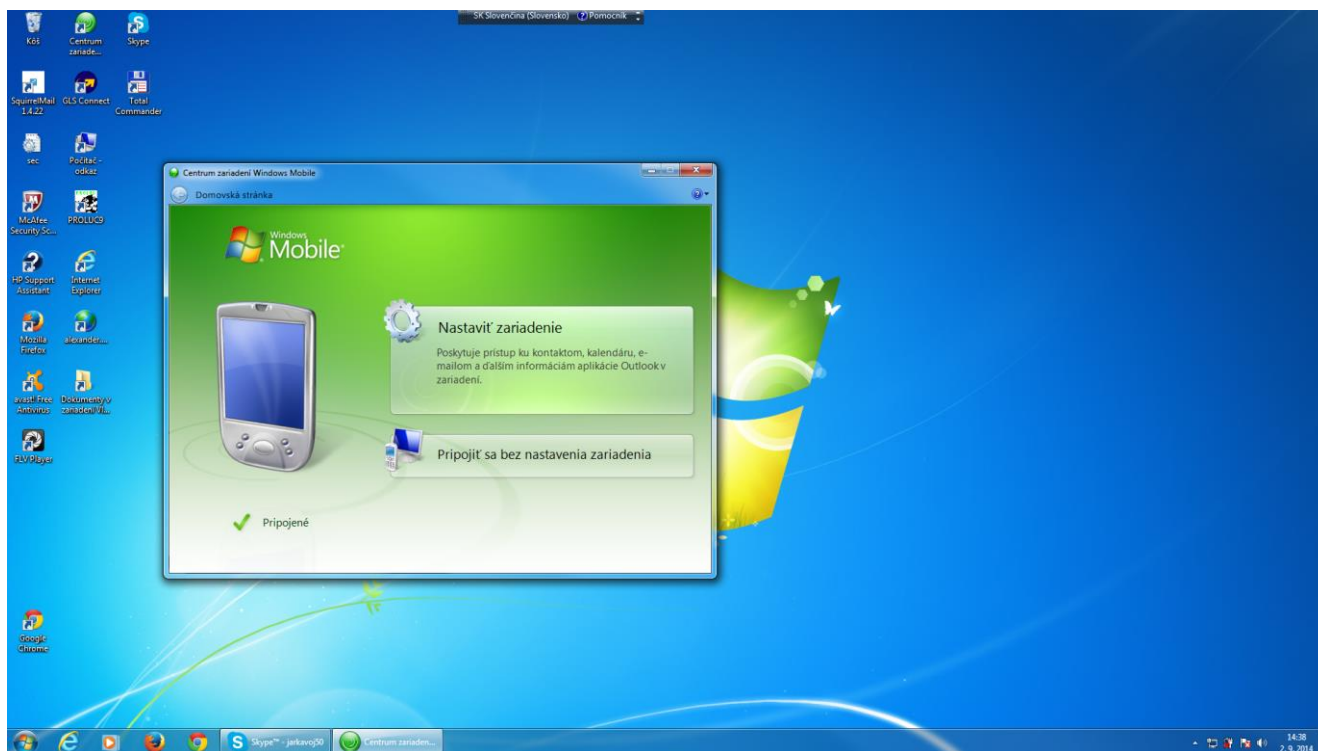 SK Slovenčina (Slovensko) Pomocník
Kôš
Centrum
zariade...
Skype
SquirrelMail
1.4.22
GLS Connect
Total
Commander
sec
Počítač -
odkaz
McAfee
Security Sc...
PROLUC9
HP Support
Assistant
Internet
Explorer
Mozilla
Firefox
alexander...
avast! Free
Antivirus
Dokumenty v
zariadení VI...
FLV Player
Google
Chrome
Centrum zariadení Windows Mobile
Domovská stránka
Windows
Mobile
Nastaviť zariadenie
Poskytuje prístup ku kontaktom, kalendáru, e-
mailom a ďalším informáciám aplikácie Outlook v
zariadení.
Pripojiť sa bez nastavenia zariadenia
Pripojené
Skype™ - jarkavoj50
Centrum zariaden...
14:38
2. 9. 2014